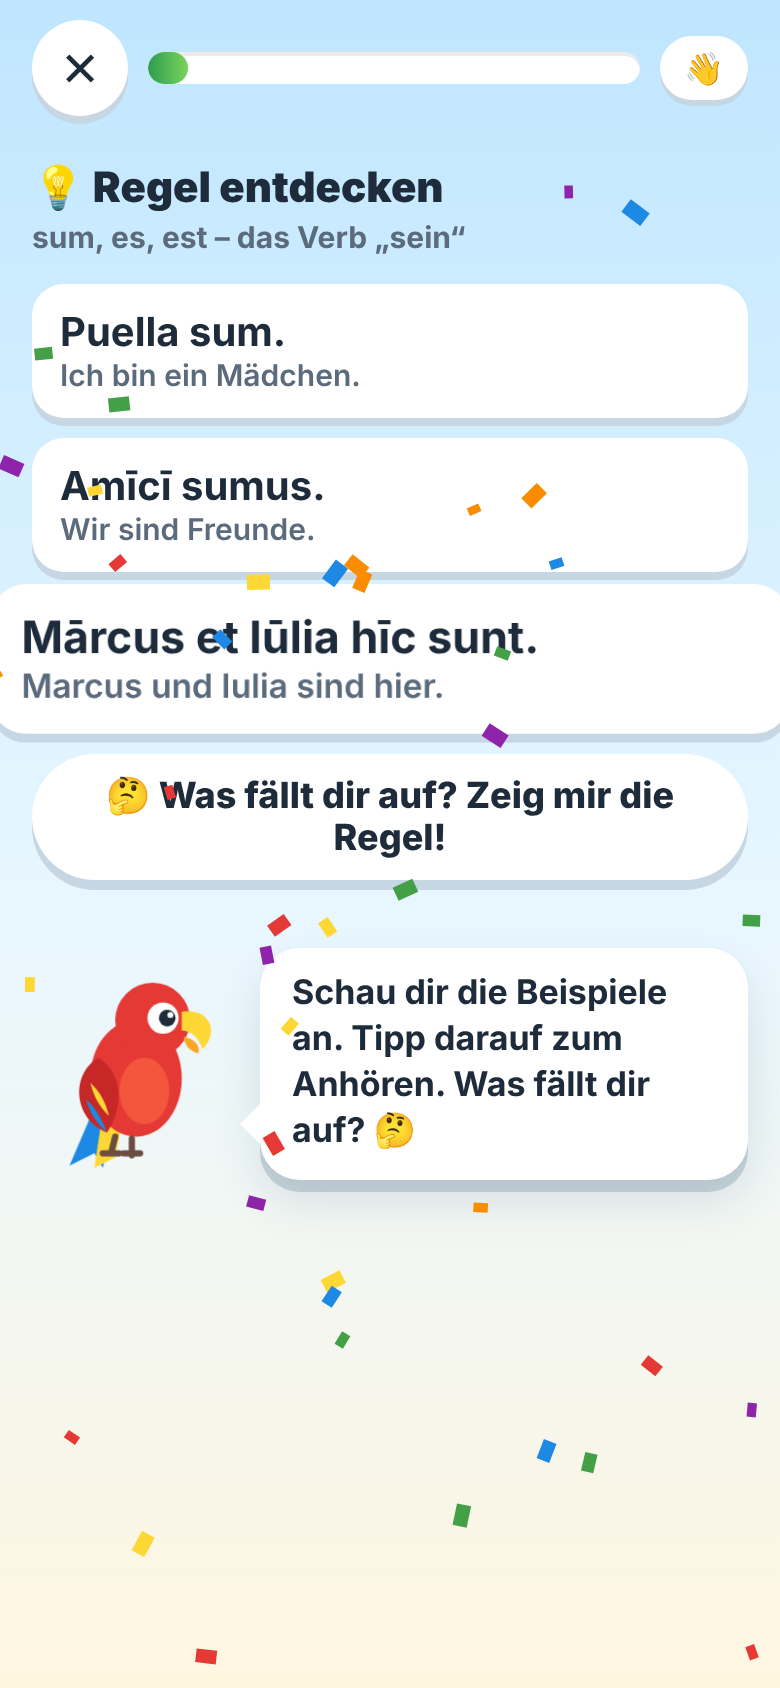 Regel entdecken
sum, es, est – das Verb „sein“
Puella sum.
Ich bin ein Mädchen.
Amīcī sumus.
Wir sind Freunde.
Mārcus et Iūlia hīc sunt.
Marcus und Iulia sind hier.
Was fällt dir auf? Zeig mir die
Regel!
Schau dir die Beispiele
an. Tipp darauf zum
Anhören. Was fällt dir
auf?